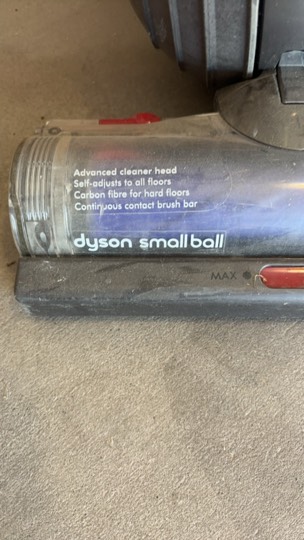 Advanced cleaner head
Self-adjusts to all floors
Carbon fibre for hard floors
Continuous contact brush bar
dyson small ball
MAX